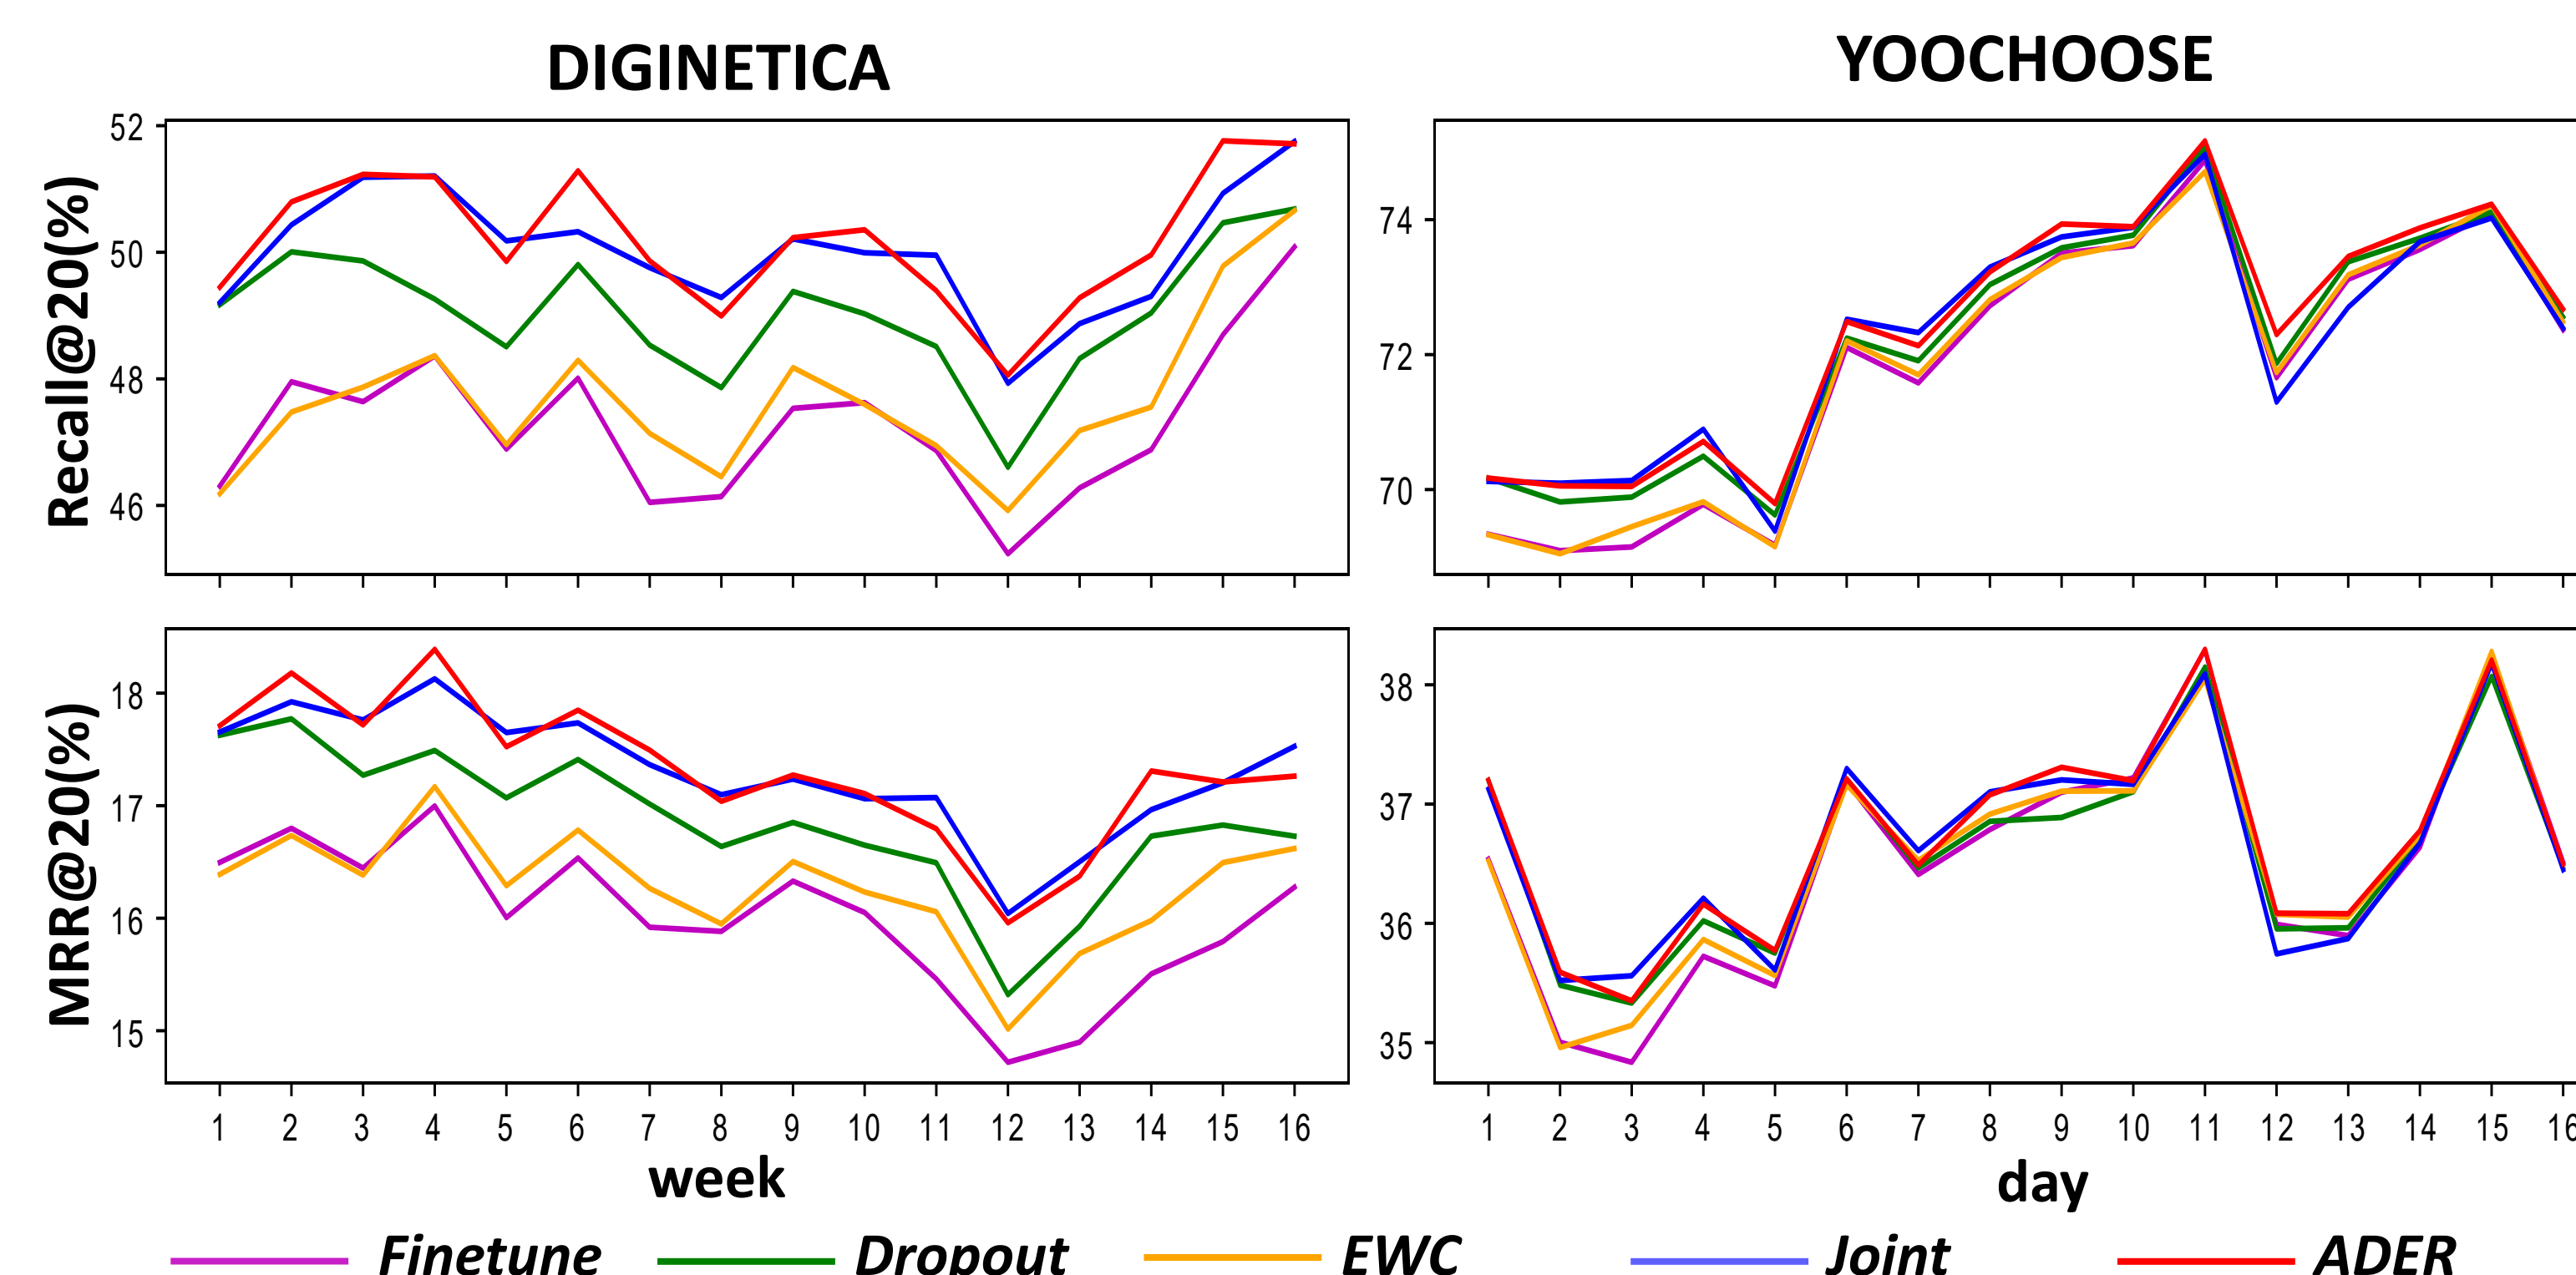 DIGINETICA
YOOCHOOSE
Recall@20(%)
52
50
48
46
74
72
70
MRR@20(%)
18
17
16
15
38
37
36
35
1 2 3 4 5 6 7 8 9 10 11 12 13 14 15 16
1 2 3 4 5 6 7 8 9 10 11 12 13 14 15 16
week
day
Finetune Dropout EWC Joint ADER